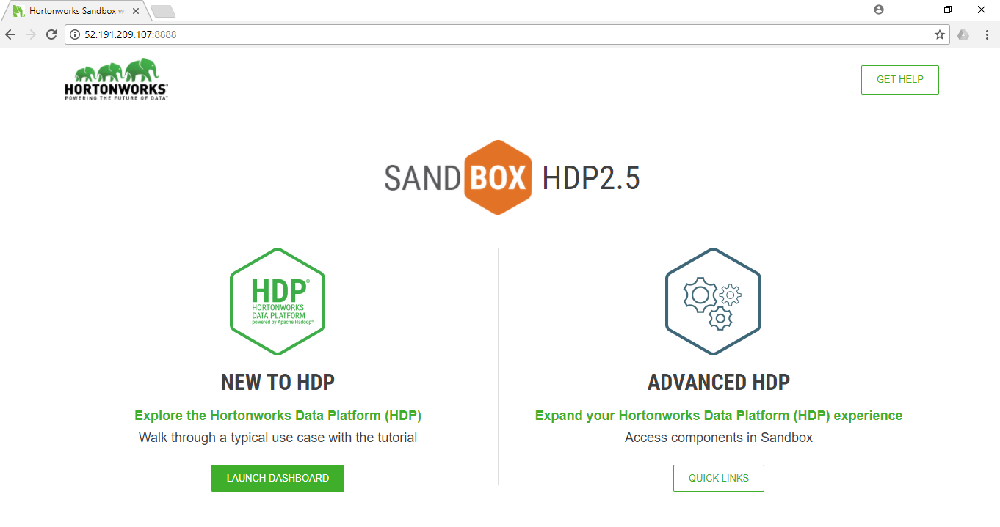 Hortonworks Sandbox wi
52.191.209.107:8888
HORTONWORKS
POWERING THE FUTURE OF DATA™
GET HELP
SANDBOX HDP2.5
HDP®
HORTONWORKS
DATA PLATFORM
powered by Apache Hadoop®
NEW TO HDP
Explore the Hortonworks Data Platform (HDP)
Walk through a typical use case with the tutorial
LAUNCH DASHBOARD
ADVANCED HDP
Expand your Hortonworks Data Platform (HDP) experience
Access components in Sandbox
QUICK LINKS